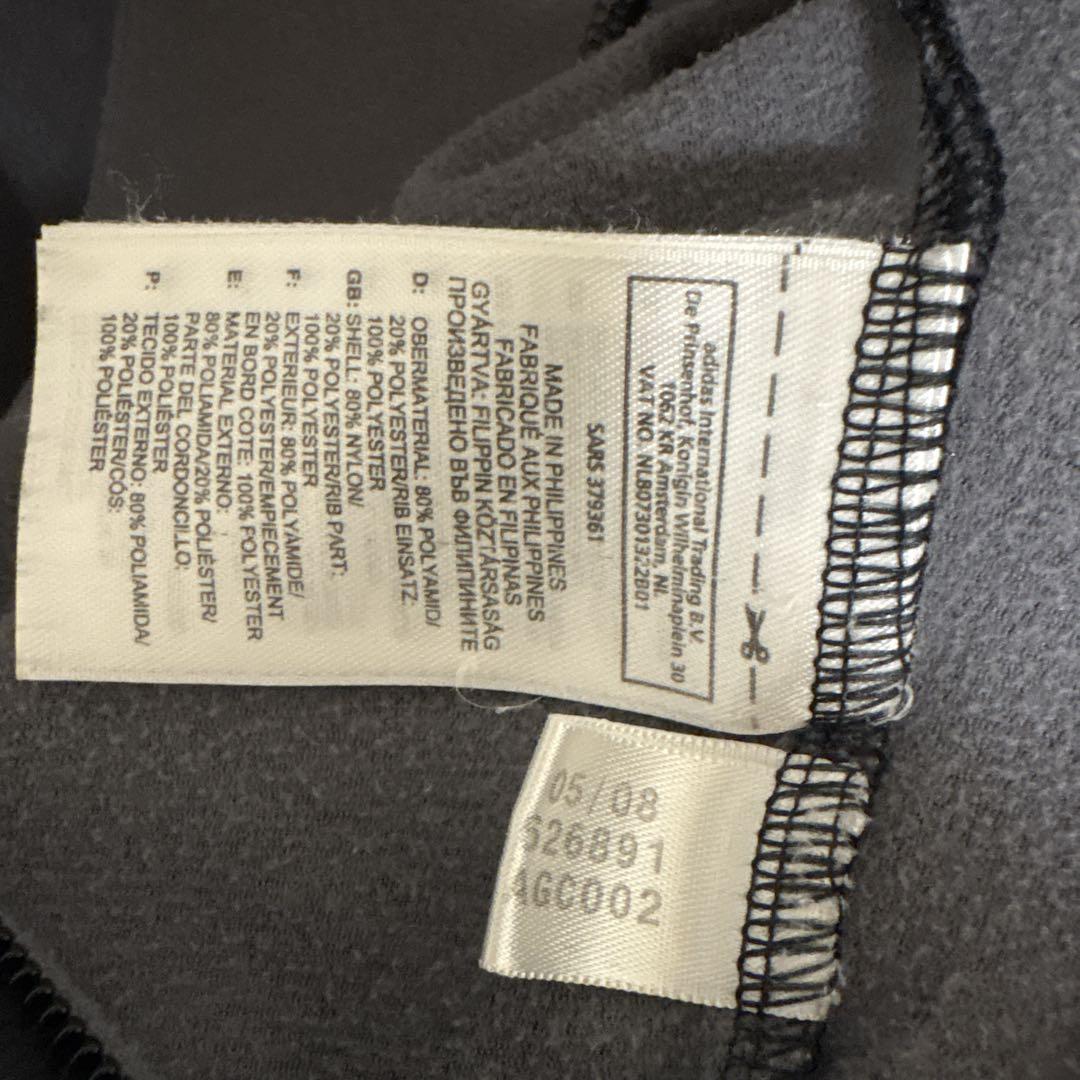 adidas International Trading B.V.
De Prinsenhof, Koningin Wilhelminaplein 30
1062 KR Amsterdam, NL
VAT NO. NL807301322B01
SARS 379361
MADE IN PHILIPPINES
FABRIQUÉ AUX PHILIPPINES
FABRICADO EN FILIPINAS
GYÁRTVA: FILIPPIN KÖZTÁRSASÁG
ПРОИЗВЕДЕНО ВЪВ ФИЛИПИНИТЕ
D: OBERMATERIAL: 80% POLYAMID/
20% POLYESTER/RIB EINSATZ:
100% POLYESTER
GB: SHELL: 80% NYLON/
20% POLYESTER/RIB PART:
100% POLYESTER
F: EXTERIEUR: 80% POLYAMIDE/
20% POLYESTER/EMPIECEMENT
EN BORD COTE: 100% POLYESTER
E: MATERIAL EXTERNO:
80% POLIAMIDA/20% POLIÉSTER/
PARTE DEL CORDONCILLO:
100% POLIÉSTER
P: TECIDO EXTERNO: 80% POLIAMIDA/
20% POLIÉSTER/CÓS:
100% POLIÉSTER
05/08
626891
AGC002